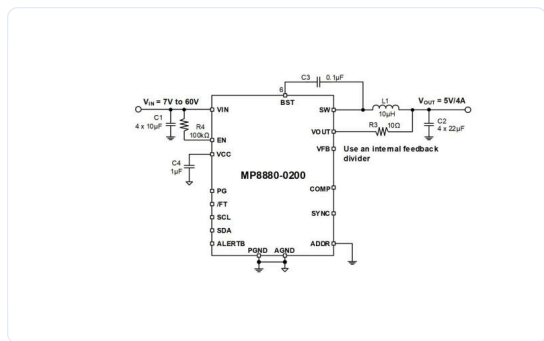 C3
0.1µF
6
BST
VIN = 7V to 60V
VIN
SW
L1
10µH
VOUT = 5V/4A
C1
4 x 10µF
R4
100kΩ
EN
VOUT
R3
10Ω
C2
4 x 22µF
VCC
VFB
Use an internal feedback
divider
C4
1µF
MP8880-0200
PG
COMP
/FT
SCL
SYNC
SDA
ALERTB
PGND
AGND
ADDR